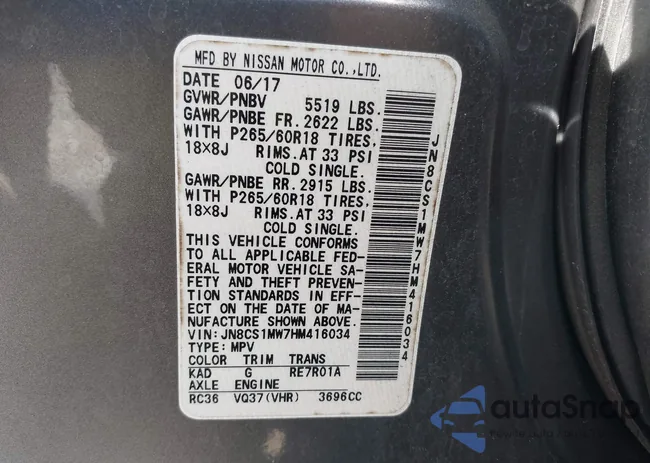 MFD BY NISSAN MOTOR CO.,LTD.
DATE 06/17
GVWR/PNBV 5519 LBS.
GAWR/PNBE FR. 2622 LBS.
WITH P265/60R18 TIRES,
18X8J RIMS.AT 33 PSI
COLD SINGLE.
GAWR/PNBE RR. 2915 LBS.
WITH P265/60R18 TIRES,
18X8J RIMS.AT 33 PSI
COLD SINGLE.
THIS VEHICLE CONFORMS
TO ALL APPLICABLE FED-
ERAL MOTOR VEHICLE SA-
FETY AND THEFT PREVEN-
TION STANDARDS IN EFF-
ECT ON THE DATE OF MA-
NUFACTURE SHOWN ABOVE.
VIN:JN8CS1MW7HM416034
TYPE:MPV
COLOR TRIM TRANS
KAD G RE7R01A
AXLE ENGINE
RC36 VQ37(VHR) 3696CC
JN8CS1MW7HM416034
autoSnap